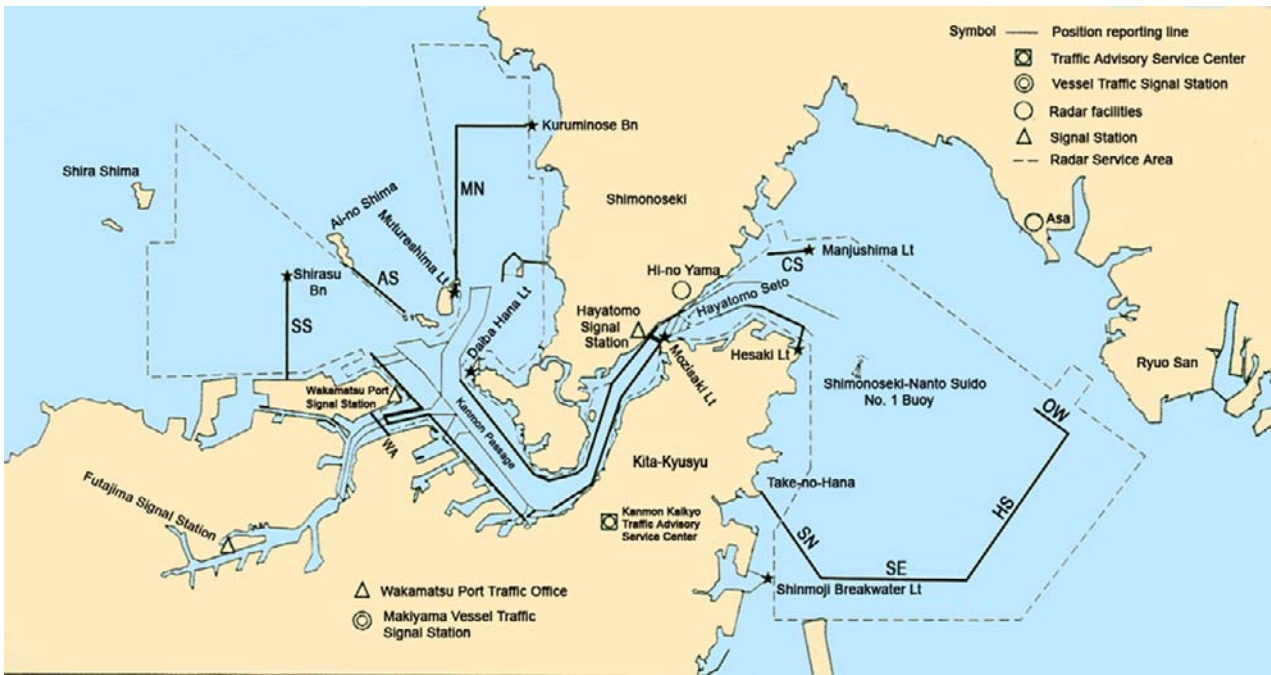 Symbol
Position reporting line
Traffic Advisory Service Center
Vessel Traffic Signal Station
Radar facilities
Signal Station
Radar Service Area
Kuruminose Bn
Shira Shima
MN
Shimonoseki
Ai-no Shima
Mutureshima Lt
Asa
Manjushima Lt
CS
Hi-no Yama
Shirasu
Bn
AS
SS
Daiba Hana Lt
Hayatomo
Signal
Station
Hayatomo Seto
Mozisaki Lt
Hesaki Lt
Ryuo San
Shimonoseki-Nanto Suido
No. 1 Buoy
Wakamatsu Port
Signal Station
Kanmon Passage
OW
WA
Kita-Kyusyu
Take-no-Hana
HS
Futajima Signal Station
Kanmon Kaikyo
Traffic Advisory
Service Center
SN
SE
Shinmoji Breakwater Lt
Wakamatsu Port Traffic Office
Makiyama Vessel Traffic
Signal Station